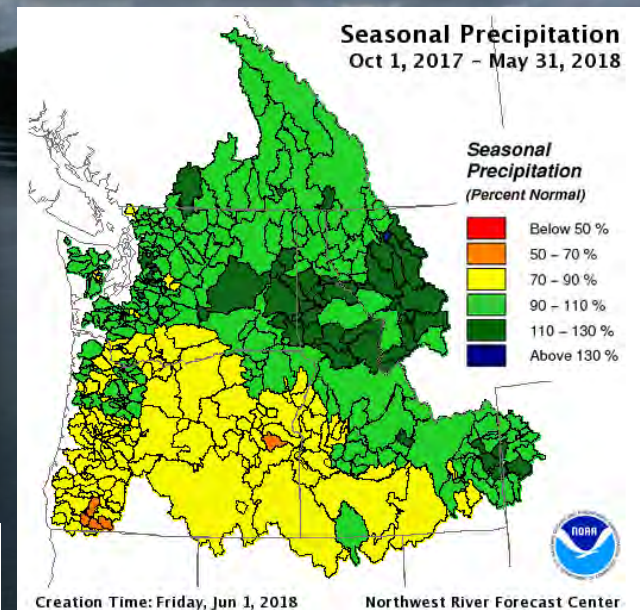 Seasonal Precipitation
Oct 1, 2017 - May 31, 2018
Seasonal
Precipitation
(Percent Normal)
Below 50 %
50 - 70 %
70 - 90 %
90 - 110 %
110 - 130 %
Above 130 %
NOAA
Creation Time: Friday, Jun 1, 2018
Northwest River Forecast Center